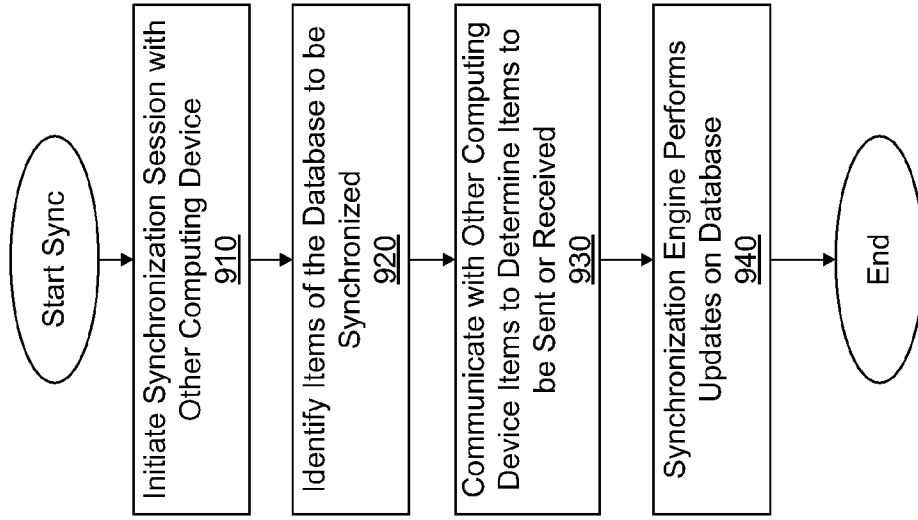 Start Sync
Initiate Synchronization Session with
Other Computing Device
910
Identify Items of the Database to be
Synchronized
920
Communicate with Other Computing
Device Items to Determine Items to
be Sent or Received
930
Synchronization Engine Performs
Updates on Database
940
End